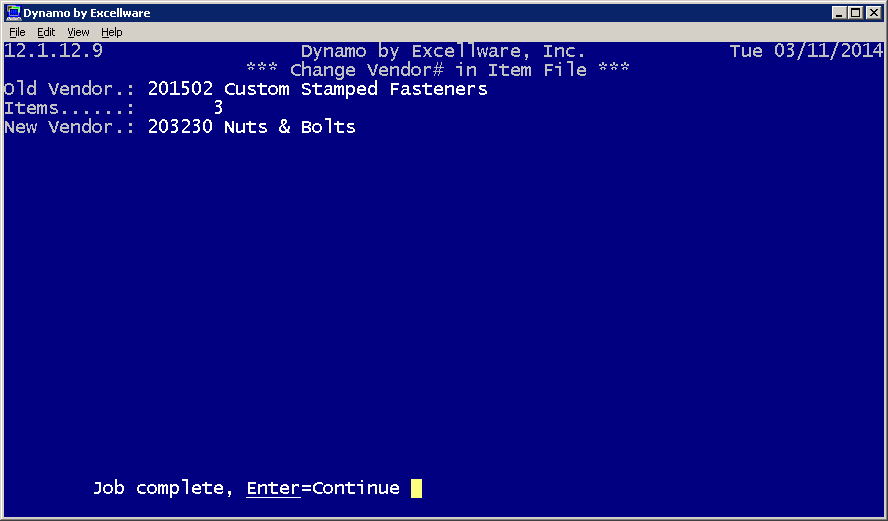 Dynamo by Excellware
File Edit View Help
12.1.12.9 Dynamo by Excellware, Inc. Tue 03/11/2014
*** Change Vendor# in Item File ***
Old Vendor.: 201502 Custom Stamped Fasteners
Items......: 3
New Vendor.: 203230 Nuts & Bolts
Job complete, Enter=Continue